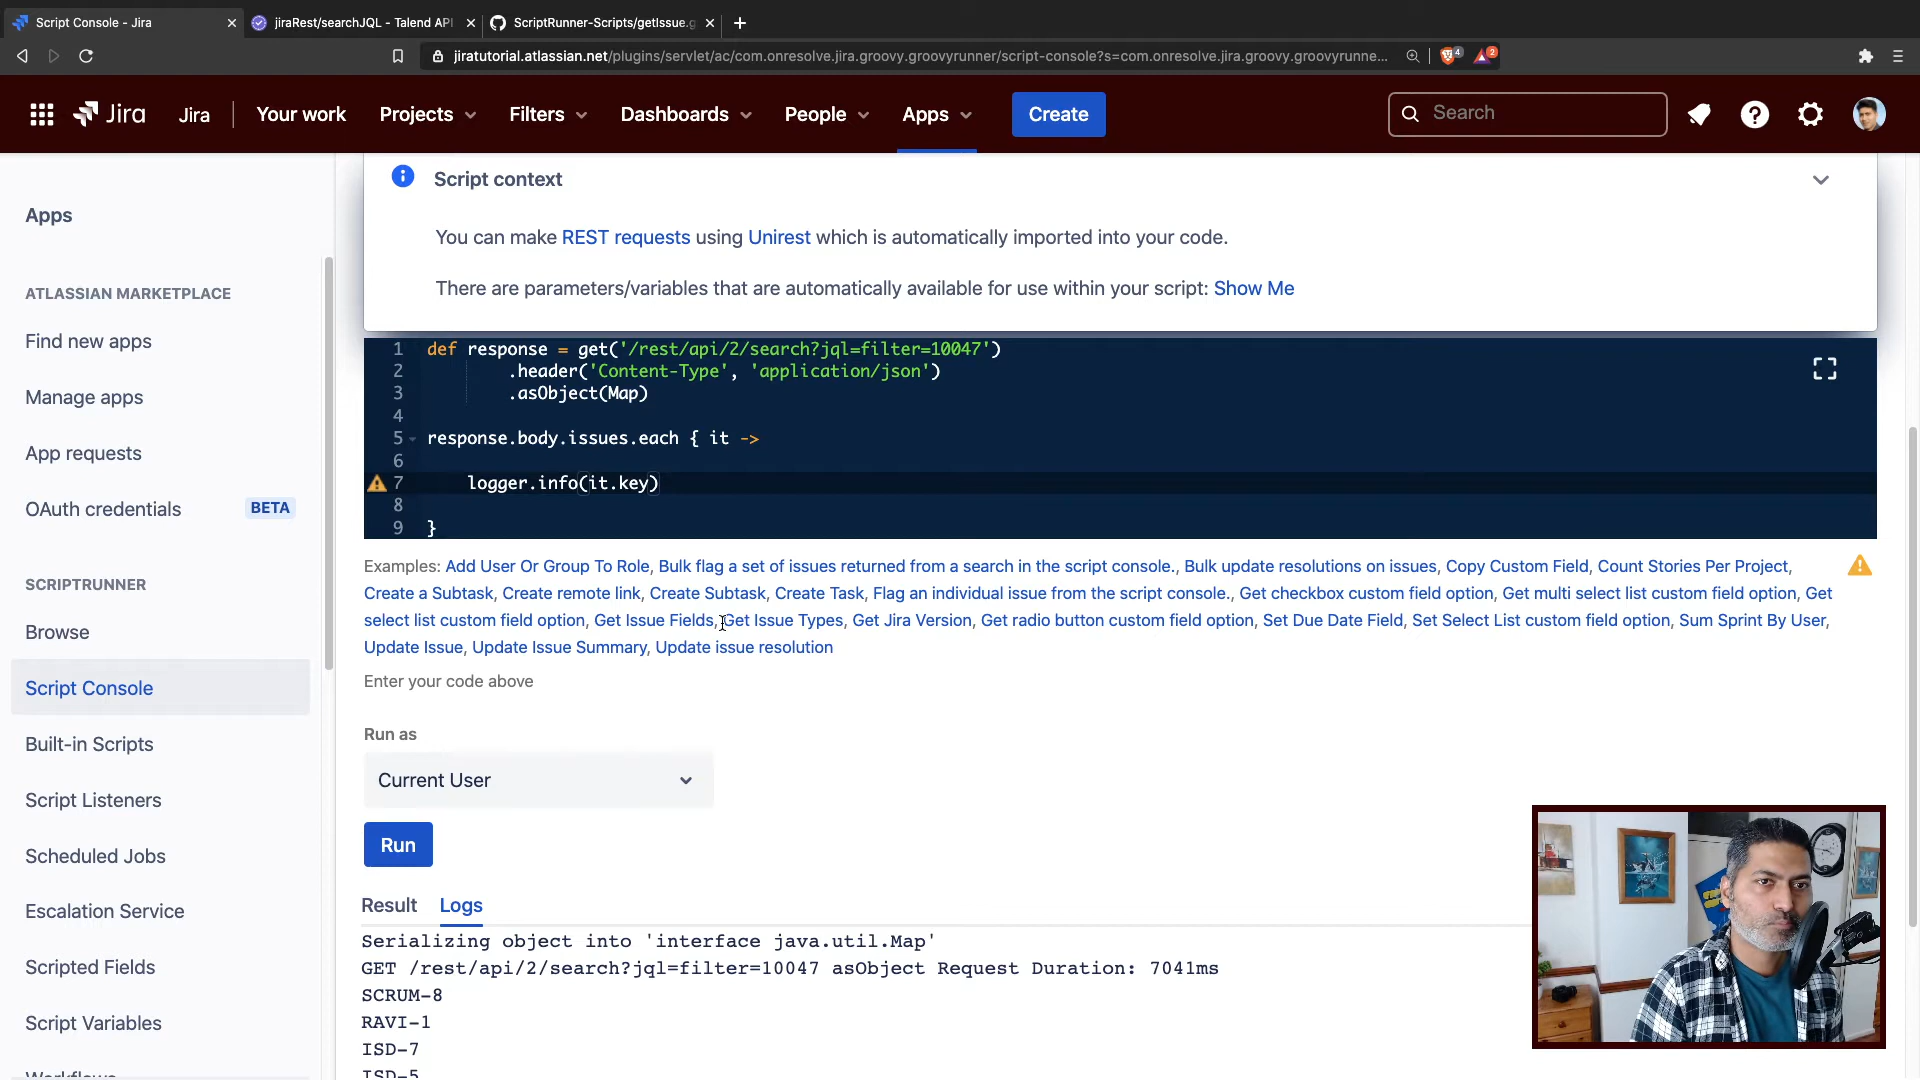 Script Console - Jira
jiraRest/searchJQL - Talend API
ScriptRunner-Scripts/getIssue.g
jiratutorial.atlassian.net/plugins/servlet/ac/com.onresolve.jira.groovy.groovyrunner/script-console?s=com.onresolve.jira.groovy.groovyrunne...
4
2
Jira
Jira
Your work
Projects
Filters
Dashboards
People
Apps
Create
Search
Apps
ATLASSIAN MARKETPLACE
Find new apps
Manage apps
App requests
OAuth credentials
BETA
SCRIPTRUNNER
Browse
Script Console
Built-in Scripts
Script Listeners
Scheduled Jobs
Escalation Service
Scripted Fields
Script Variables
Workflows
Script context
You can make REST requests using Unirest which is automatically imported into your code.
There are parameters/variables that are automatically available for use within your script: Show Me
1 def response = get('/rest/api/2/search?jql=filter=10047')
2 .header('Content-Type', 'application/json')
3 .asObject(Map)
4
5 response.body.issues.each { it ->
6
7 logger.info(it.key)
8
9 }
Examples: Add User Or Group To Role, Bulk flag a set of issues returned from a search in the script console., Bulk update resolutions on issues, Copy Custom Field, Count Stories Per Project,
Create a Subtask, Create remote link, Create Subtask, Create Task, Flag an individual issue from the script console., Get checkbox custom field option, Get multi select list custom field option, Get
select list custom field option, Get Issue Fields, Get Issue Types, Get Jira Version, Get radio button custom field option, Set Due Date Field, Set Select List custom field option, Sum Sprint By User,
Update Issue, Update Issue Summary, Update issue resolution
Enter your code above
Run as
Current User
Run
Result
Logs
Serializing object into 'interface java.util.Map'
GET /rest/api/2/search?jql=filter=10047 asObject Request Duration: 7041ms
SCRUM-8
RAVI-1
ISD-7
ISD-5